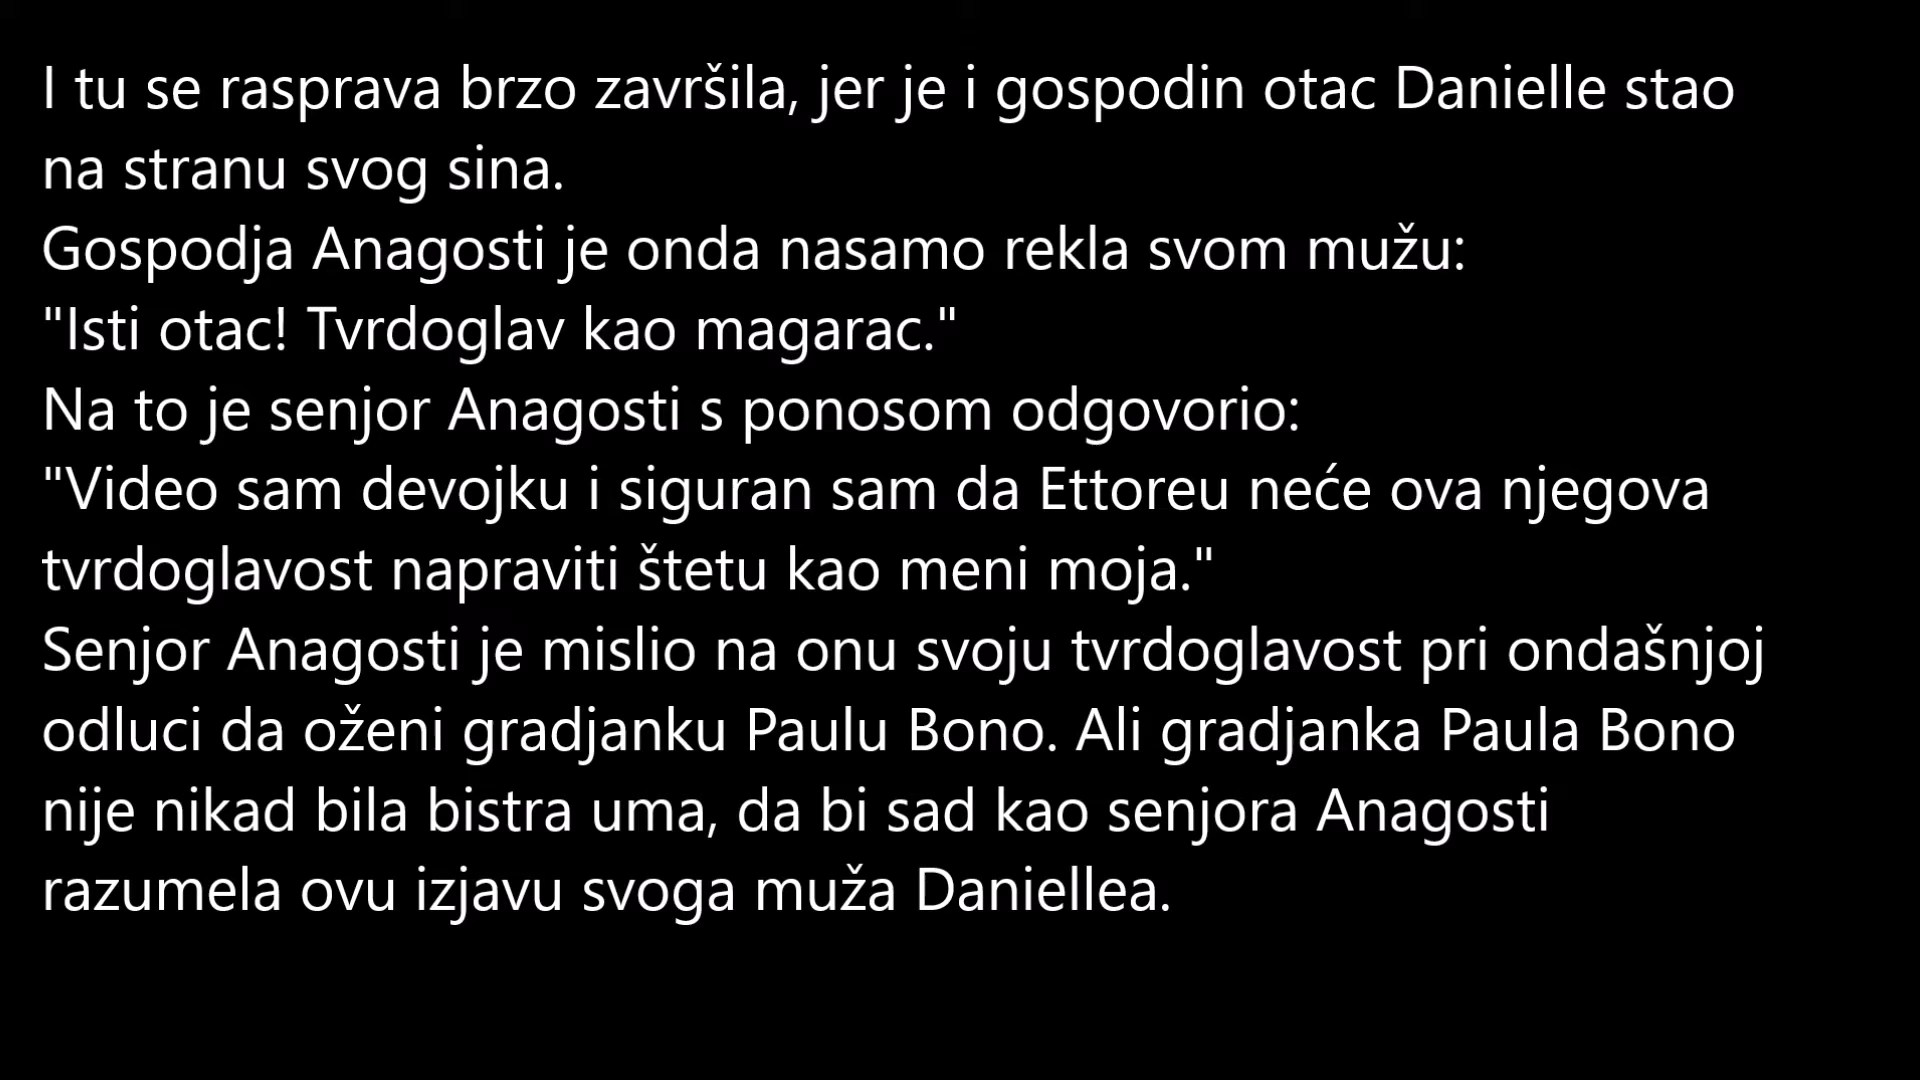 I tu se rasprava brzo završila, jer je i gospodin otac Danielle stao
na stranu svog sina.
Gospodja Anagosti je onda nasamo rekla svom mužu:
"Isti otac! Tvrdoglav kao magarac."
Na to je senjor Anagosti s ponosom odgovorio:
"Video sam devojku i siguran sam da Ettoreu neće ova njegova
tvrdoglavost napraviti štetu kao meni moja."
Senjor Anagosti je mislio na onu svoju tvrdoglavost pri ondašnjoj
odluci da oženi gradjanku Paulu Bono. Ali gradjanka Paula Bono
nije nikad bila bistra uma, da bi sad kao senjora Anagosti
razumela ovu izjavu svoga muža Daniellea.